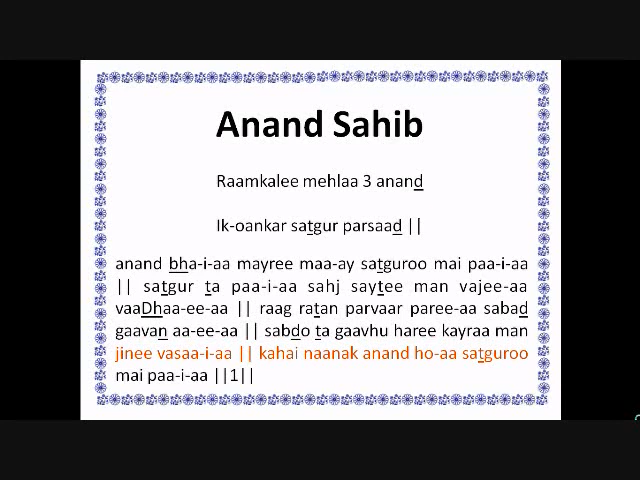 Anand Sahib
Raamkalee mehlaa 3 anand
Ik-oankar satgur parsaad ||
anand bha-i-aa mayree maa-ay satguroo mai paa-i-aa
|| satgur ta paa-i-aa sahj saytee man vajee-aa
vaaDhaa-ee-aa || raag ratan parvaar paree-aa sabad
gaavan aa-ee-aa || sabdo ta gaavhu haree kayraa man
jinee vasaa-i-aa || kahai naanak anand ho-aa satguroo
mai paa-i-aa ||1||